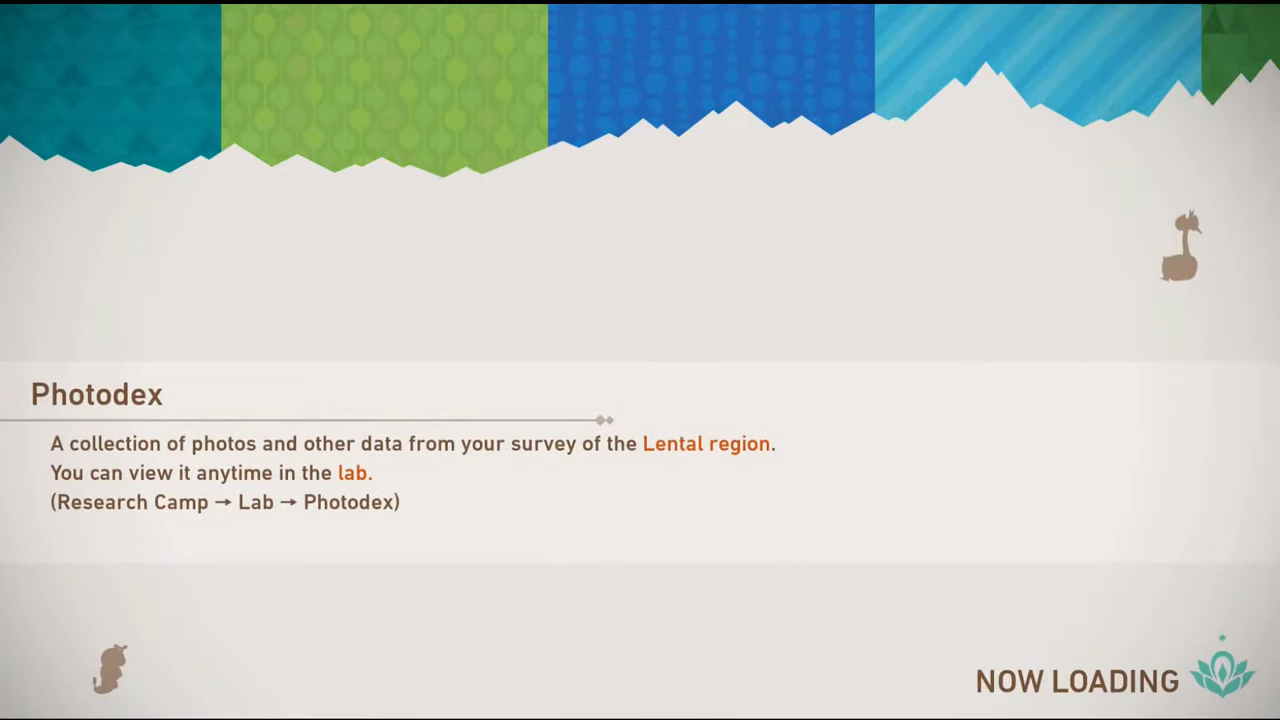 Photodex
A collection of photos and other data from your survey of the Lental region.
You can view it anytime in the lab.
(Research Camp → Lab → Photodex)
NOW LOADING